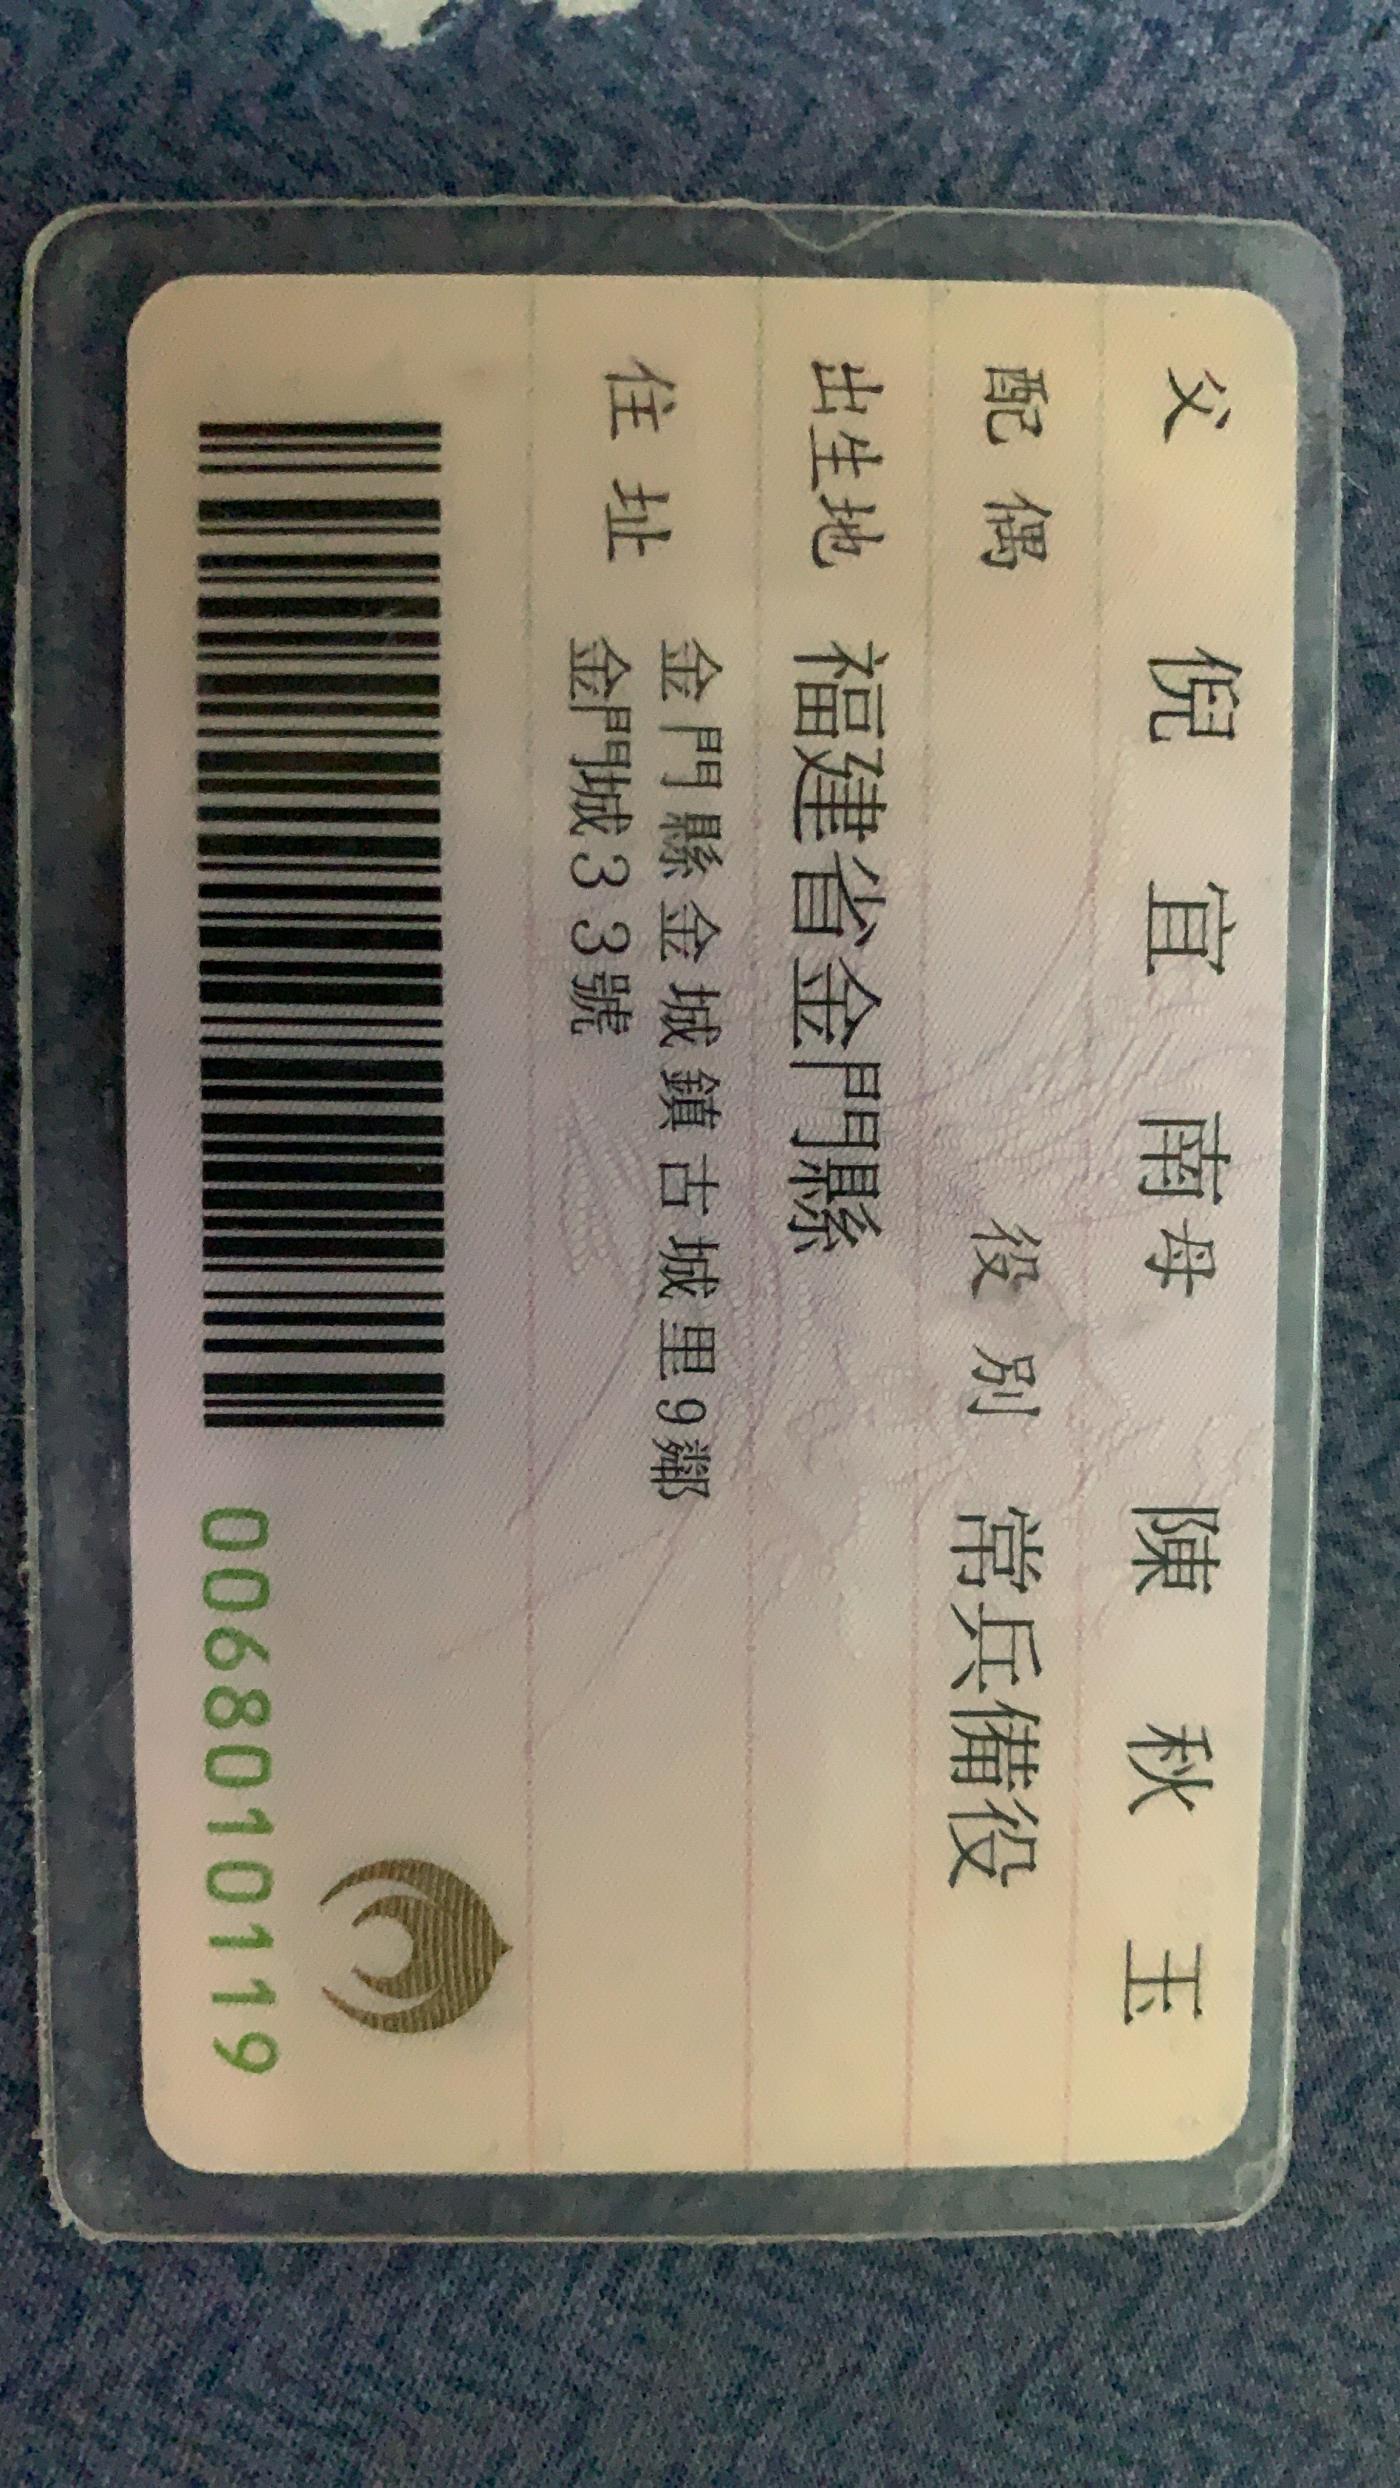 父 倪宜南 母 陳秋玉
配偶 役別 常兵備役
出生地 福建省金門縣
住址 金門縣金城鎮古城里9鄰
金門城33號
0068010119